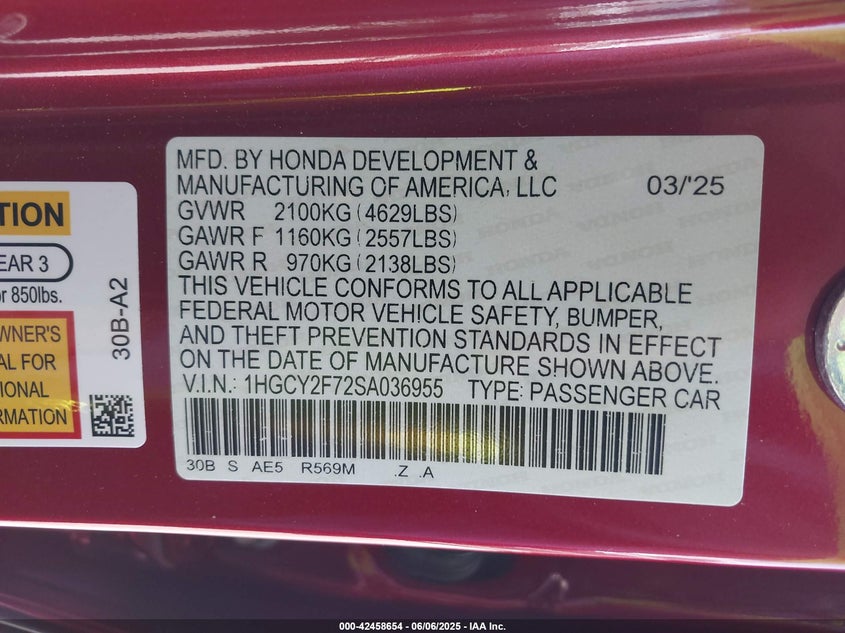 MFD. BY HONDA DEVELOPMENT &
MANUFACTURING OF AMERICA, LLC 03/'25
GVWR 2100KG (4629LBS)
GAWR F 1160KG (2557LBS)
GAWR R 970KG (2138LBS)
THIS VEHICLE CONFORMS TO ALL APPLICABLE
FEDERAL MOTOR VEHICLE SAFETY, BUMPER,
AND THEFT PREVENTION STANDARDS IN EFFECT
ON THE DATE OF MANUFACTURE SHOWN ABOVE.
V.I.N.: 1HGCY2F72SA036955 TYPE: PASSENGER CAR
30B S AE5 R569M .Z .A
TION
EAR 3
or 850lbs.
WNER'S
AL FOR
IONAL
RMATION
30B-A2
000-42458654 / 06/06/2025 - IAA Inc.